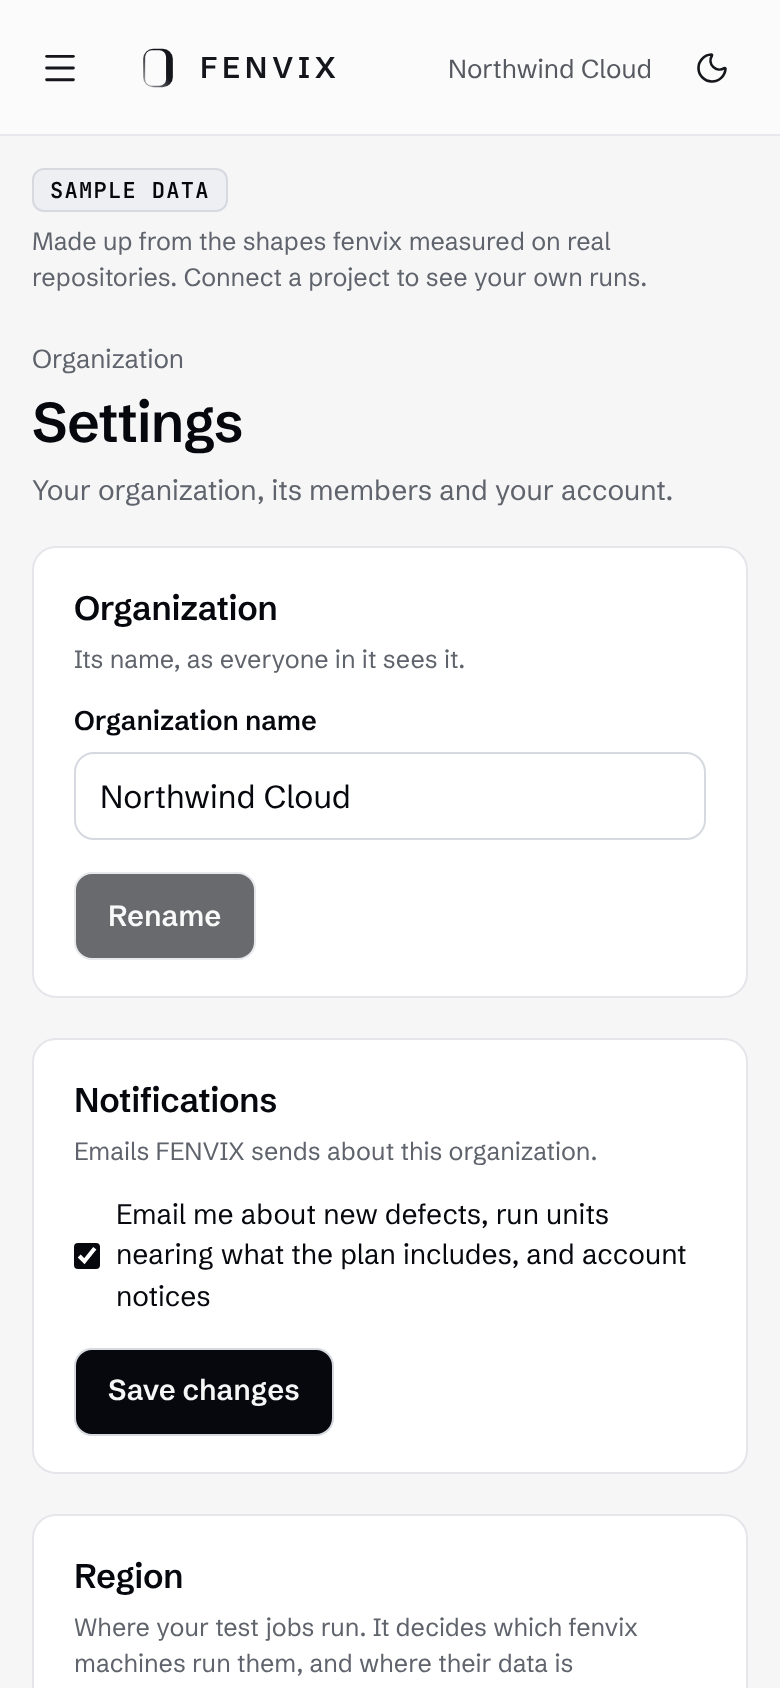 FENVIX
Northwind Cloud
SAMPLE DATA
Made up from the shapes fenvix measured on real
repositories. Connect a project to see your own runs.
Organization
Settings
Your organization, its members and your account.
Organization
Its name, as everyone in it sees it.
Organization name
Northwind Cloud
Rename
Notifications
Emails FENVIX sends about this organization.
Email me about new defects, run units
nearing what the plan includes, and account
notices
Save changes
Region
Where your test jobs run. It decides which fenvix
machines run them, and where their data is